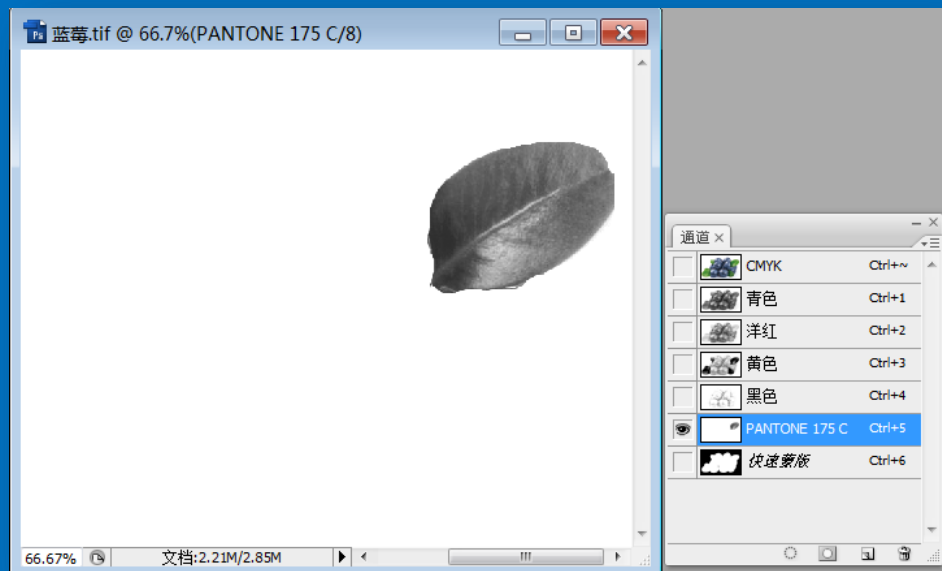 Ps 蓝莓.tif @ 66.7%(PANTONE 175 C/8)
通道
CMYK Ctrl+~
青色 Ctrl+1
洋红 Ctrl+2
黄色 Ctrl+3
黑色 Ctrl+4
PANTONE 175 C Ctrl+5
快速蒙版 Ctrl+6
66.67% 文档:2.21M/2.85M